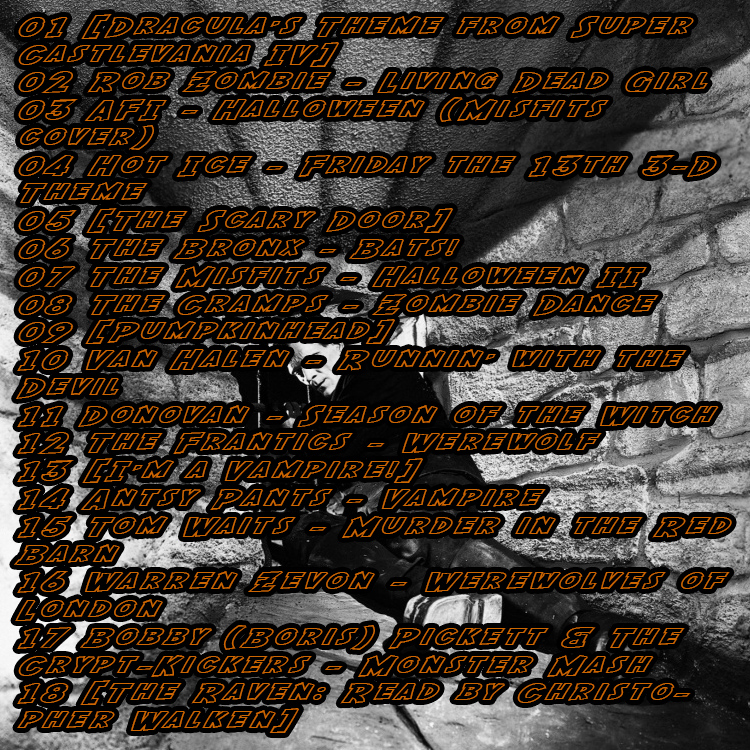 01 [Dracula's Theme from Super
Castlevania IV]
02 Rob Zombie - Living Dead Girl
03 AFI - Halloween (Misfits
cover)
04 Hot Ice - Friday the 13th 3-D
Theme
05 [The Scary Door]
06 The Bronx - Bats!
07 The Misfits - Halloween II
08 The Cramps - Zombie Dance
09 [Pumpkinhead]
10 Van Halen - Runnin' with the
Devil
11 Donovan - Season of the Witch
12 The Frantics - Werewolf
13 [I'm a Vampire!]
14 Antsy Pants - Vampire
15 Tom Waits - Murder in the Red
Barn
16 Warren Zevon - Werewolves of
London
17 Bobby (Boris) Pickett & The
Crypt-Kickers - Monster Mash
18 [The Raven: Read by Christo-
pher Walken]